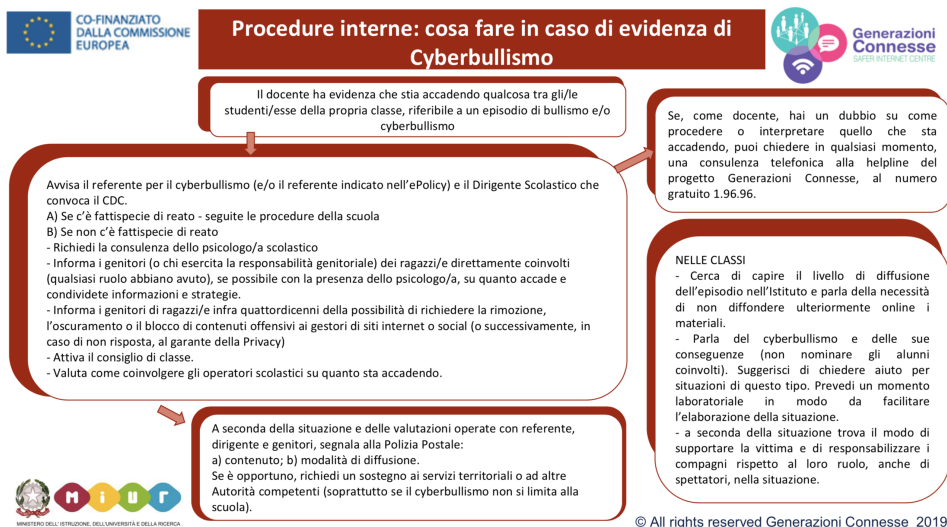 CO-FINANZIATO
DALLA COMMISSIONE
EUROPEA
Procedure interne: cosa fare in caso di evidenza di
Cyberbullismo
Generazioni
Connesse
SAFER INTERNET CENTRE
Il docente ha evidenza che stia accadendo qualcosa tra gli/le
studenti/esse della propria classe, riferibile a un episodio di bullismo e/o
cyberbullismo
Se, come docente, hai un dubbio su come
procedere o interpretare quello che sta
accadendo, puoi chiedere in qualsiasi momento,
una consulenza telefonica alla helpline del
progetto Generazioni Connesse, al numero
gratuito 1.96.96.
Avvisa il referente per il cyberbullismo (e/o il referente indicato nell'ePolicy) e il Dirigente Scolastico che
convoca il CDC.
A) Se c'è fattispecie di reato - seguite le procedure della scuola
B) Se non c'è fattispecie di reato
- Richiedi la consulenza dello psicologo/a scolastico
- Informa i genitori (o chi esercita la responsabilità genitoriale) dei ragazzi/e direttamente coinvolti
(qualsiasi ruolo abbiano avuto), se possibile con la presenza dello psicologo/a, su quanto accade e
condividete informazioni e strategie.
- Informa i genitori di ragazzi/e infra quattordicenni della possibilità di richiedere la rimozione,
l'oscuramento o il blocco di contenuti offensivi ai gestori di siti internet o social (o successivamente, in
caso di non risposta, al garante della Privacy)
- Attiva il consiglio di classe.
- Valuta come coinvolgere gli operatori scolastici su quanto sta accadendo.
NELLE CLASSI
- Cerca di capire il livello di diffusione
dell'episodio nell'Istituto e parla della necessità
di non diffondere ulteriormente online i
materiali.
- Parla del cyberbullismo e delle sue
conseguenze (non nominare gli alunni
coinvolti). Suggerisci di chiedere aiuto per
situazioni di questo tipo. Prevedi un momento
laboratoriale in modo da facilitare
l'elaborazione della situazione.
- a seconda della situazione trova il modo di
supportare la vittima e di responsabilizzare i
compagni rispetto al loro ruolo, anche di
spettatori, nella situazione.
A seconda della situazione e delle valutazioni operate con referente,
dirigente e genitori, segnala alla Polizia Postale:
a) contenuto; b) modalità di diffusione.
Se è opportuno, richiedi un sostegno ai servizi territoriali o ad altre
Autorità competenti (soprattutto se il cyberbullismo non si limita alla
scuola).
miur
MINISTERO DELL'ISTRUZIONE, DELL'UNIVERSITÀ E DELLA RICERCA
© All rights reserved Generazioni Connesse 2019